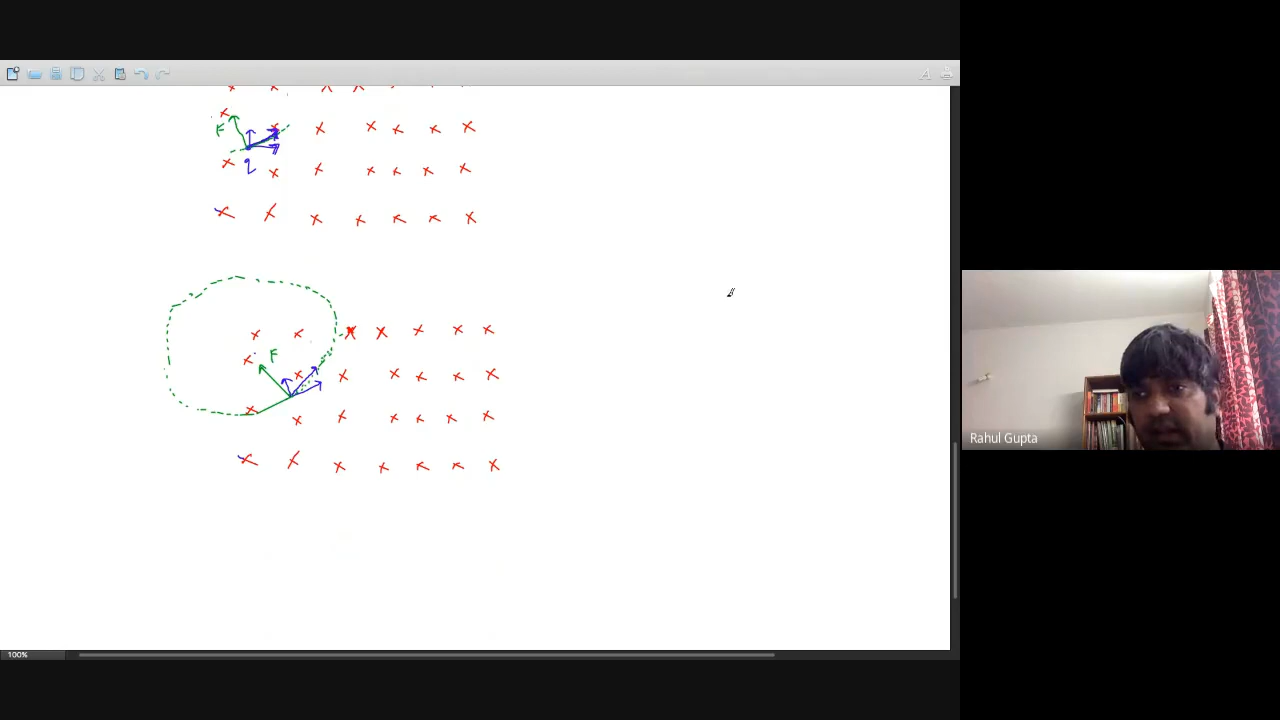 x x x x
x
F x x x x x x
x q x x x x x x
x x x x x x x
x x x x x x x
x F
x x x x x x
x x x x x x x
x x x x x x x
100%
Rahul Gupta